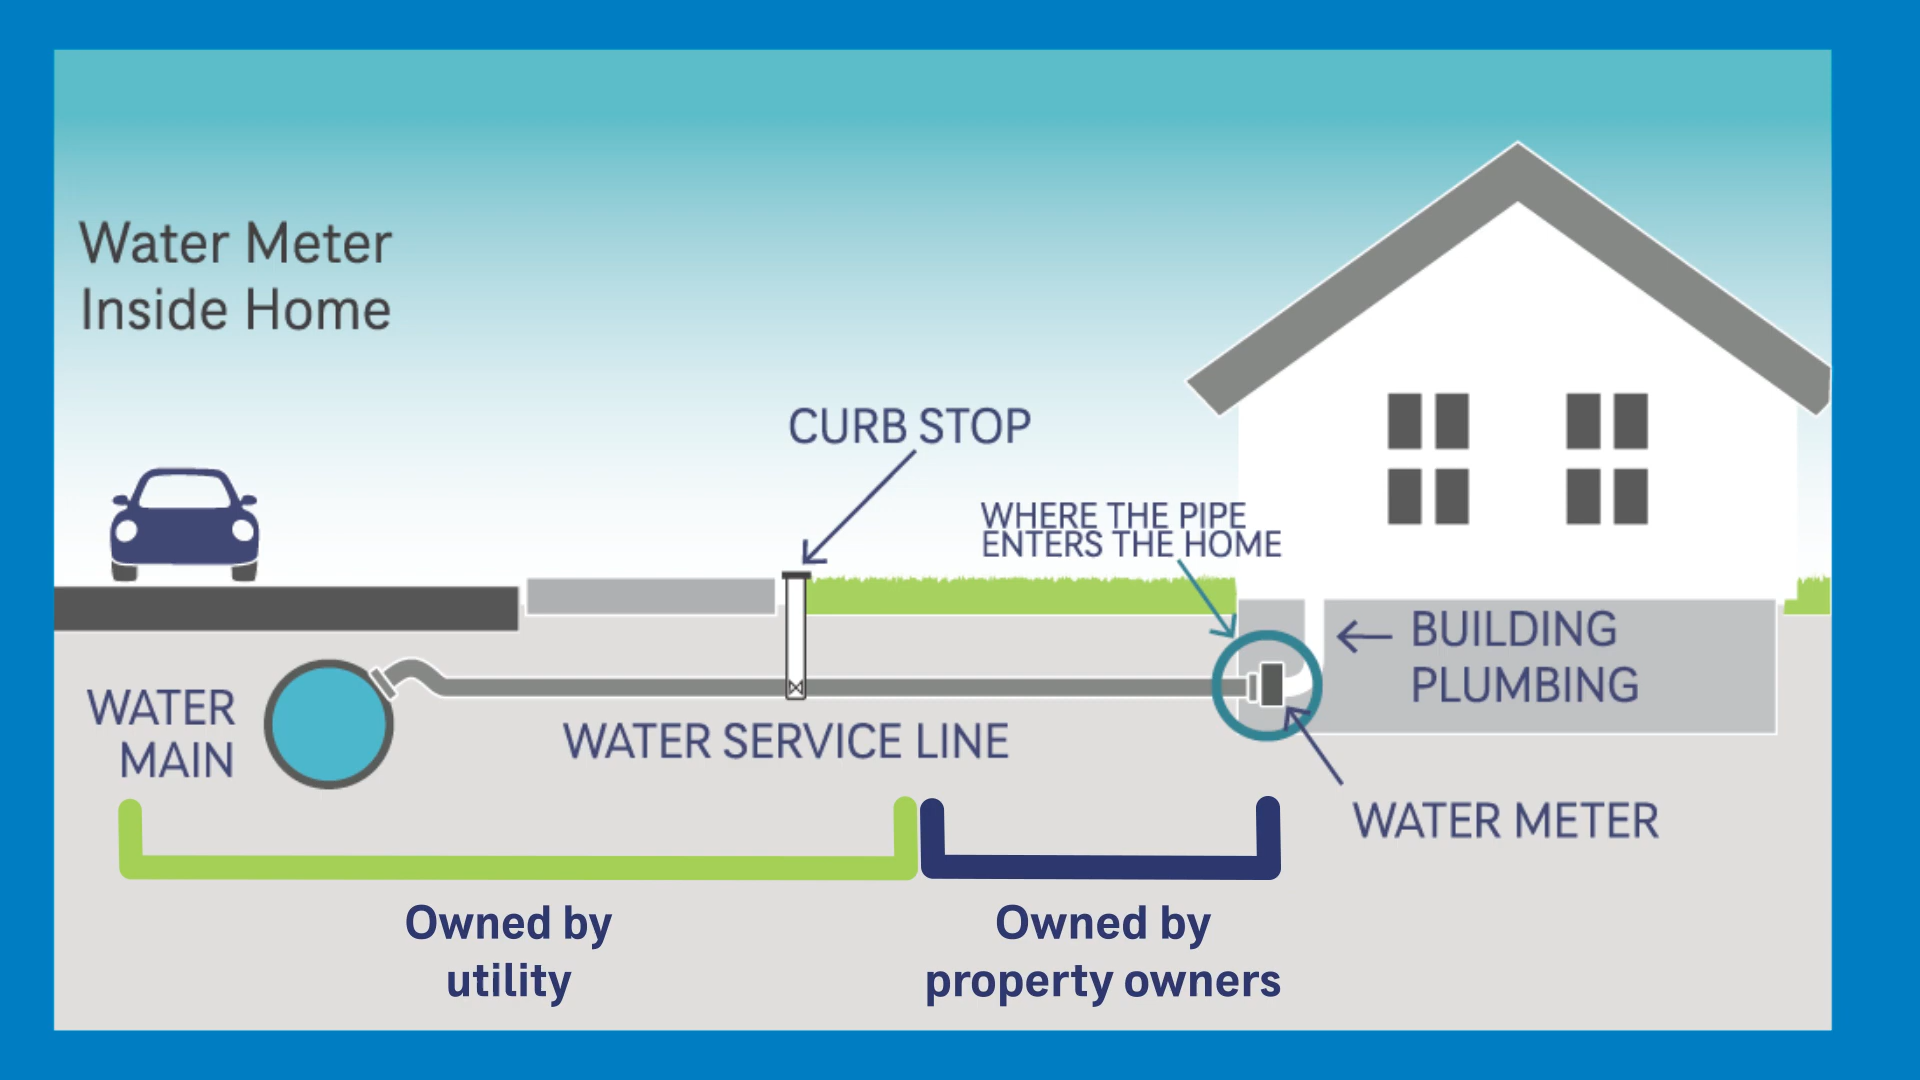 Water Meter
Inside Home
CURB STOP
WHERE THE PIPE
ENTERS THE HOME
BUILDING
PLUMBING
WATER
MAIN
WATER SERVICE LINE
WATER METER
Owned by
utility
Owned by
property owners